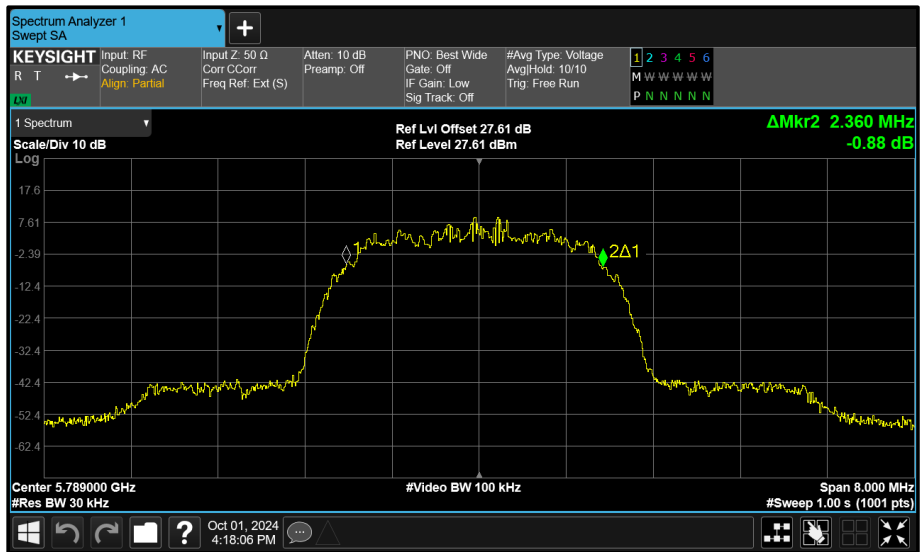 Spectrum Analyzer 1
Swept SA
+
KEYSIGHT
R T
LXI
Input: RF
Coupling: AC
Align: Partial
Input Z: 50 Ω
Corr CCorr
Freq Ref: Ext (S)
Atten: 10 dB
Preamp: Off
PNO: Best Wide
Gate: Off
IF Gain: Low
Sig Track: Off
#Avg Type: Voltage
Avg|Hold: 10/10
Trig: Free Run
1 2 3 4 5 6
M W W W W W
P N N N N N
1 Spectrum
Scale/Div 10 dB
Log
Ref Lvl Offset 27.61 dB
Ref Level 27.61 dBm
ΔMkr2 2.360 MHz
-0.88 dB
17.6
7.61
-2.39
-12.4
-22.4
-32.4
-42.4
-52.4
-62.4
1
2Δ1
Center 5.789000 GHz
#Res BW 30 kHz
#Video BW 100 kHz
Span 8.000 MHz
#Sweep 1.00 s (1001 pts)
?
Oct 01, 2024
4:18:06 PM